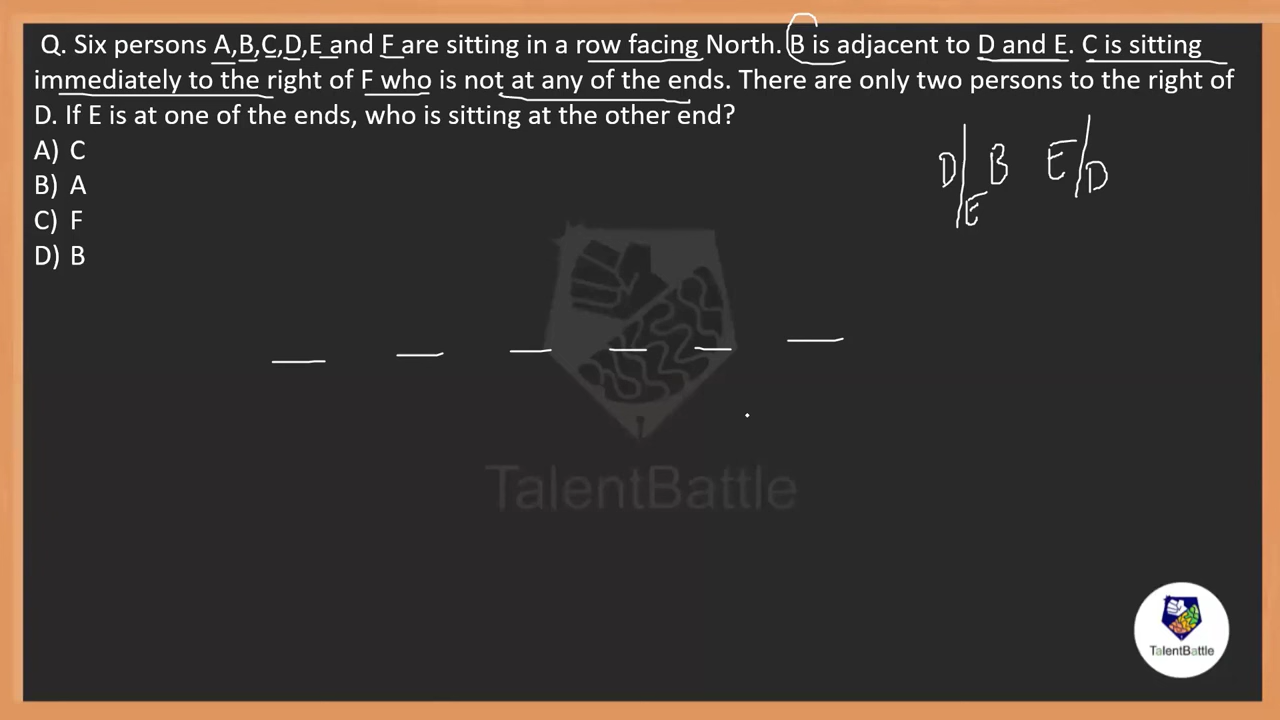 Q. Six persons A,B,C,D,E and F are sitting in a row facing North. B is adjacent to D and E. C is sitting
immediately to the right of F who is not at any of the ends. There are only two persons to the right of
D. If E is at one of the ends, who is sitting at the other end?
A) C
B) A
C) F
D) B
D/E B E/D
TalentBattle
TalentBattle